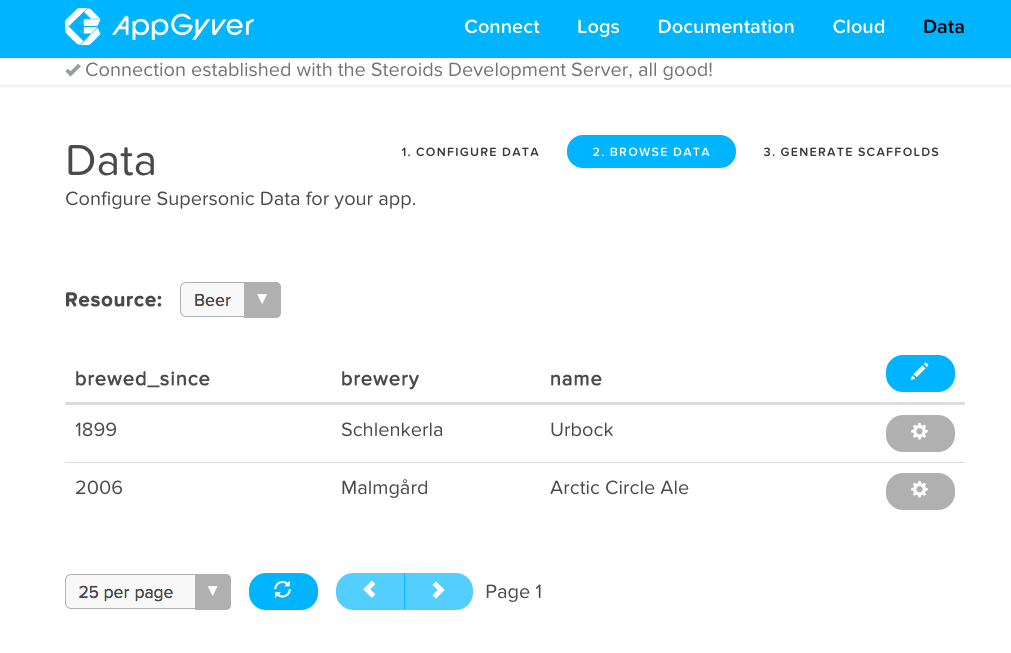 AppGyver Connect Logs Documentation Cloud Data
Connection established with the Steroids Development Server, all good!
Data 1. CONFIGURE DATA 2. BROWSE DATA 3. GENERATE SCAFFOLDS
Configure Supersonic Data for your app.
Resource: Beer
brewed_since brewery name
1899 Schlenkerla Urbock
2006 Malmgård Arctic Circle Ale
25 per page Page 1